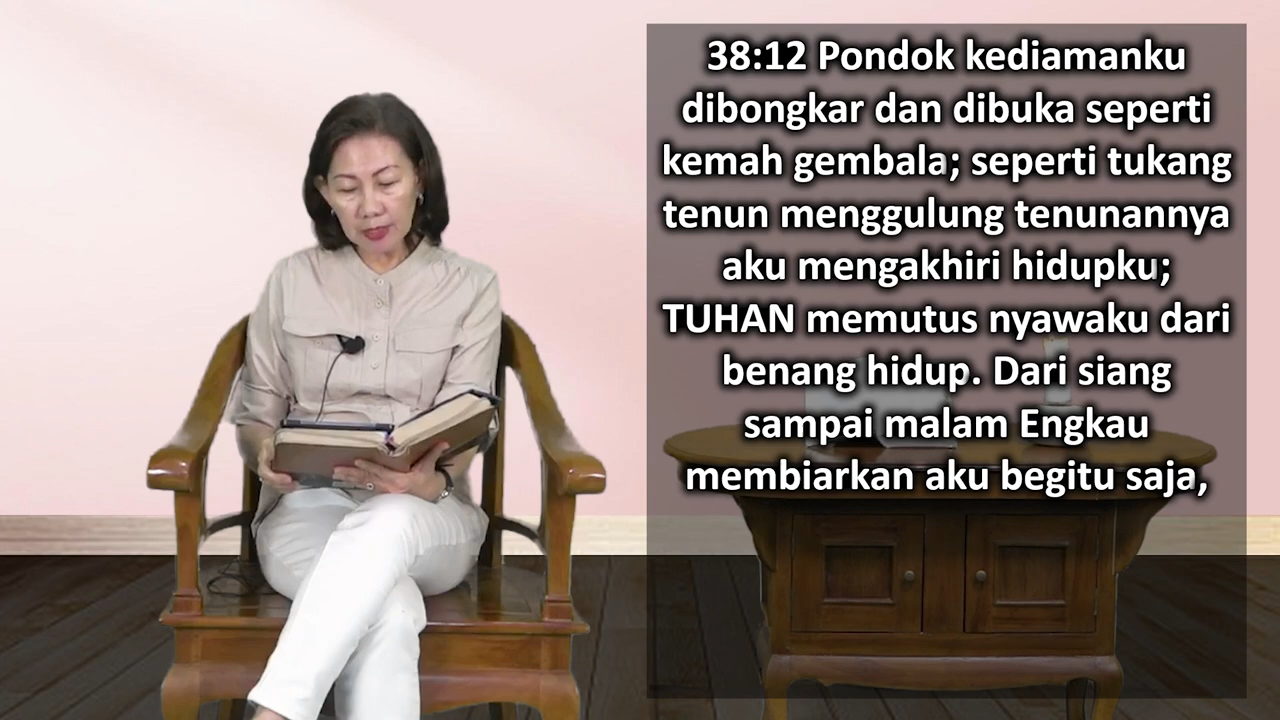 38:12 Pondok kediamanku
dibongkar dan dibuka seperti
kemah gembala; seperti tukang
tenun menggulung tenunannya
aku mengakhiri hidupku;
TUHAN memutus nyawaku dari
benang hidup. Dari siang
sampai malam Engkau
membiarkan aku begitu saja,